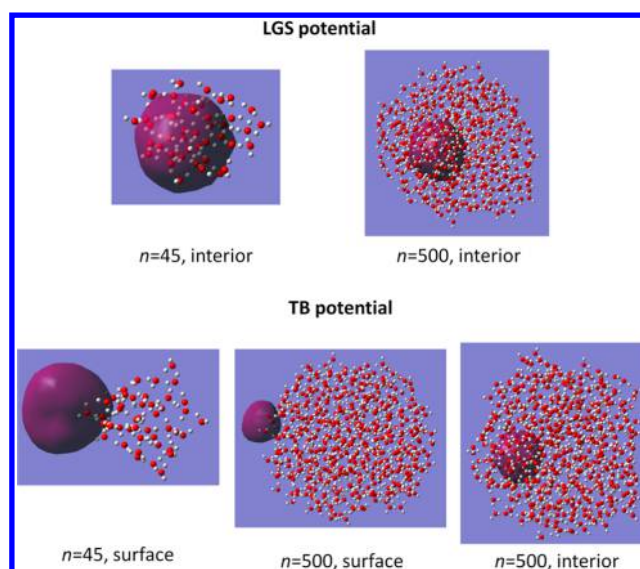 LGS potential
n=45, interior
n=500, interior
TB potential
n=45, surface
n=500, surface
n=500, interior